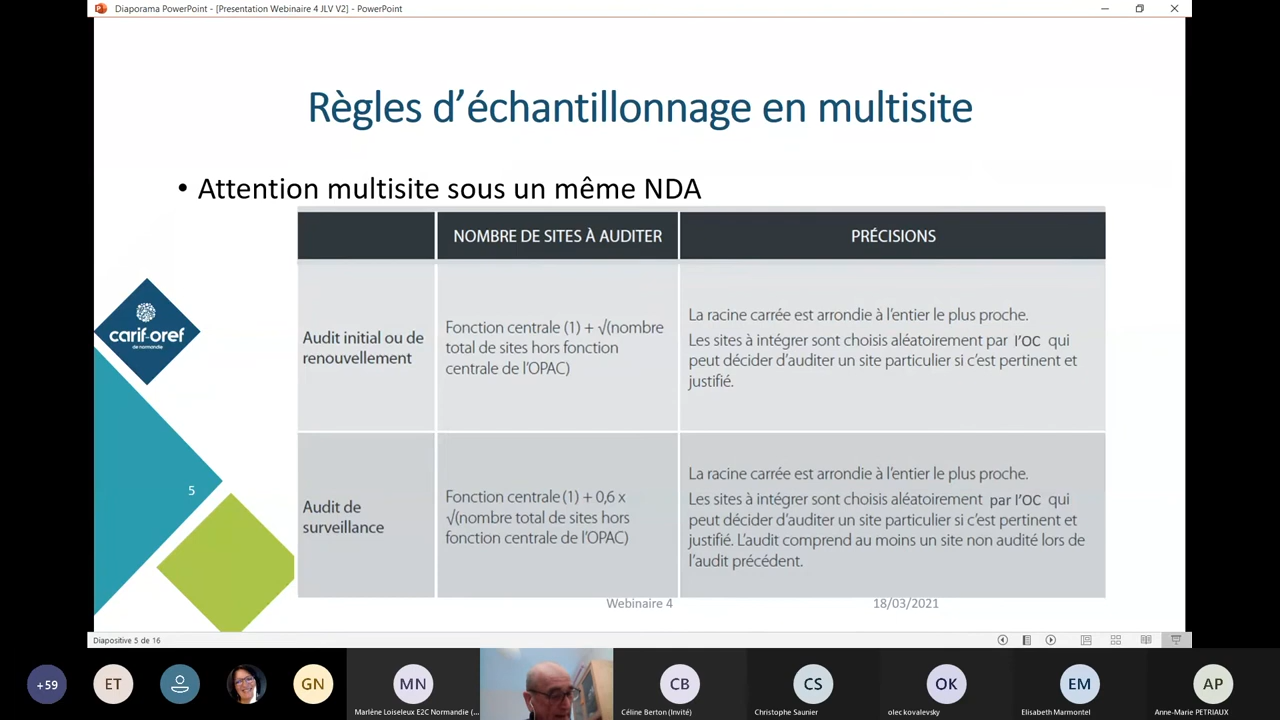 Diaporama PowerPoint - [Presentation Webinaire 4 JLV V2] - PowerPoint
Règles d’échantillonnage en multisite
• Attention multisite sous un même NDA
NOMBRE DE SITES À AUDITER
PRÉCISIONS
Audit initial ou de
renouvellement
Fonction centrale (1) + √(nombre
total de sites hors fonction
centrale de l’OPAC)
La racine carrée est arrondie à l’entier le plus proche.
Les sites à intégrer sont choisis aléatoirement par l’OC qui
peut décider d’auditer un site particulier si c’est pertinent et
justifié.
Audit de
surveillance
Fonction centrale (1) + 0,6 x
√(nombre total de sites hors
fonction centrale de l’OPAC)
La racine carrée est arrondie à l’entier le plus proche.
Les sites à intégrer sont choisis aléatoirement par l’OC qui
peut décider d’auditer un site particulier si c’est pertinent et
justifié. L’audit comprend au moins un site non audité lors de
l’audit précédent.
carif-oref
de normandie
5
Webinaire 4
18/03/2021
Diapositive 5 de 16
+59
ET
GN
MN
CB
CS
OK
EM
AP
Marlène Loiseleux E2C Normandie (...
Céline Berton (Invité)
Christophe Saunier
olec kovalevsky
Elisabeth Marmontel
Anne-Marie PETRIAUX